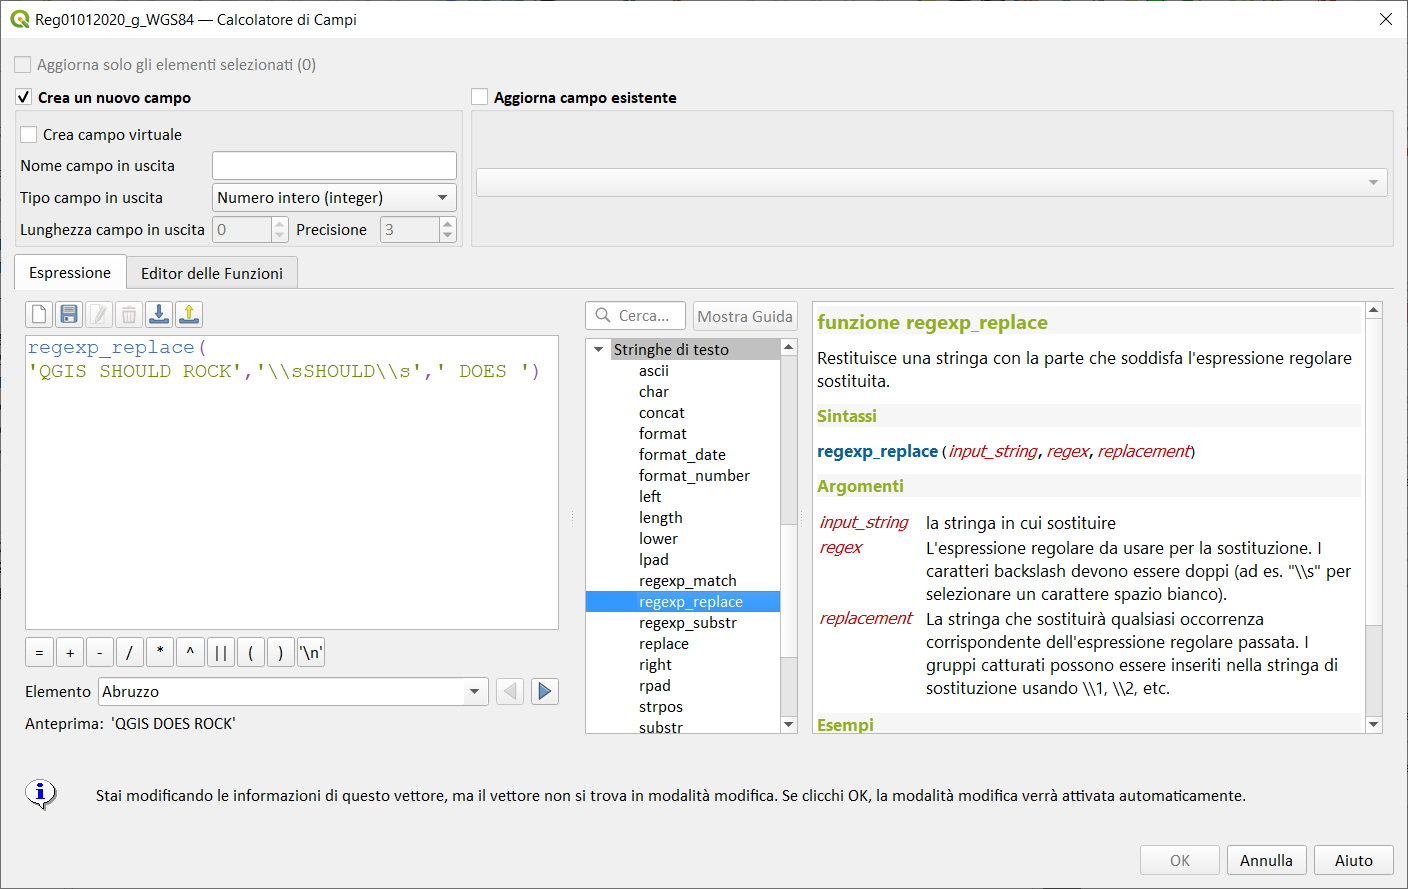 Reg01012020_g_WGS84 — Calcolatore di Campi
Aggiorna solo gli elementi selezionati (0)
Crea un nuovo campo
Aggiorna campo esistente
Crea campo virtuale
Nome campo in uscita
Tipo campo in uscita Numero intero (integer)
Lunghezza campo in uscita 0 Precisione 3
Espressione Editor delle Funzioni
regexp_replace(
'QGIS SHOULD ROCK','\\sSHOULD\\s',' DOES ')
= + - / * ^ || ( ) '\n'
Elemento Abruzzo
Anteprima: 'QGIS DOES ROCK'
Cerca... Mostra Guida
Stringhe di testo
ascii
char
concat
format
format_date
format_number
left
length
lower
lpad
regexp_match
regexp_replace
regexp_substr
replace
right
rpad
strpos
substr
funzione regexp_replace
Restituisce una stringa con la parte che soddisfa l'espressione regolare
sostituita.
Sintassi
regexp_replace(input_string, regex, replacement)
Argomenti
input_string la stringa in cui sostituire
regex L'espressione regolare da usare per la sostituzione. I
caratteri backslash devono essere doppi (ad es. "\\s" per
selezionare un carattere spazio bianco).
replacement La stringa che sostituirà qualsiasi occorrenza
corrispondente dell'espressione regolare passata. I
gruppi catturati possono essere inseriti nella stringa di
sostituzione usando \\1, \\2, etc.
Esempi
Stai modificando le informazioni di questo vettore, ma il vettore non si trova in modalità modifica. Se clicchi OK, la modalità modifica verrà attivata automaticamente.
OK Annulla Aiuto